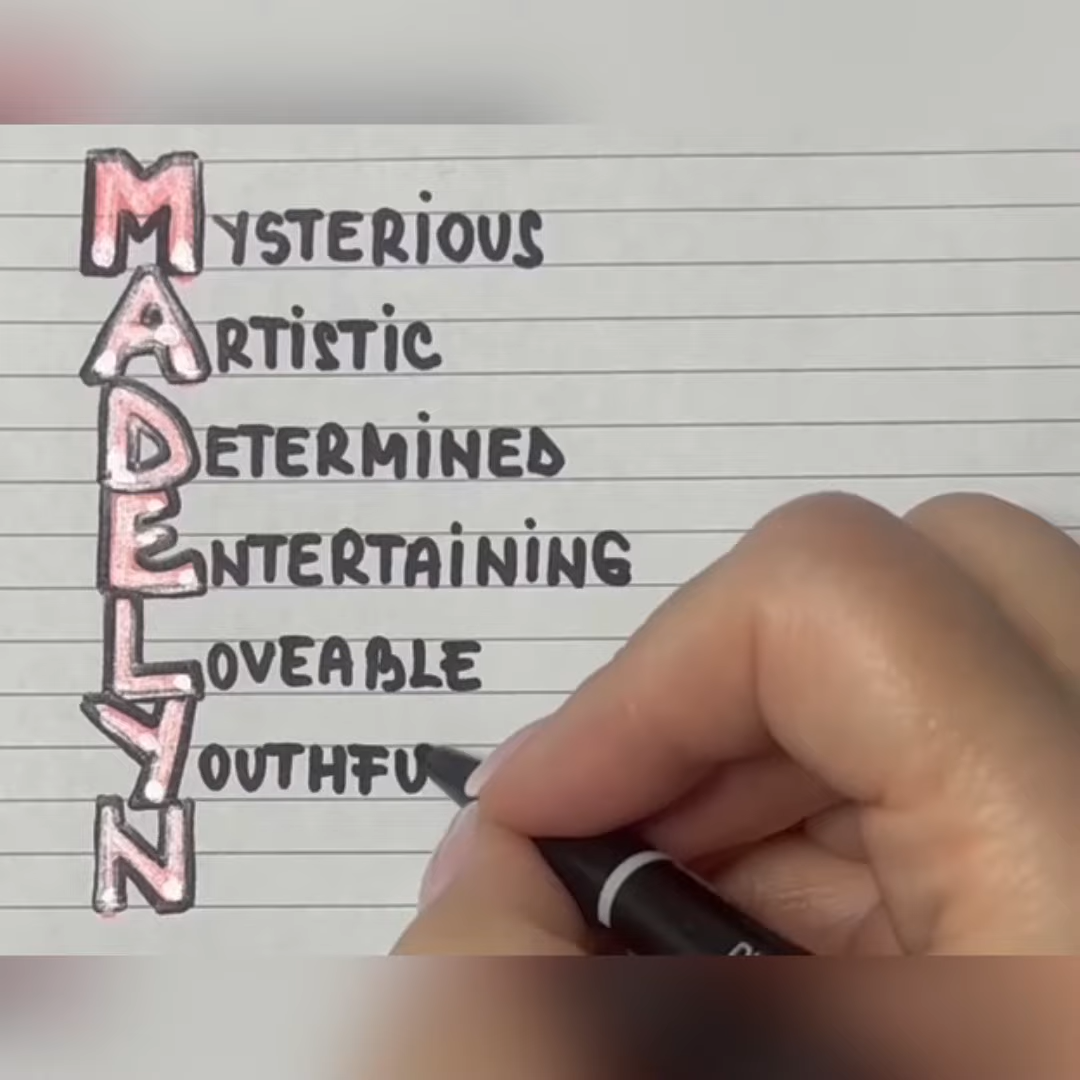 MYSTERiOUS
ARTiSTiC
DETERMiNED
ENTERTAiNiNG
LOVEABLE
YOUTHFU
N